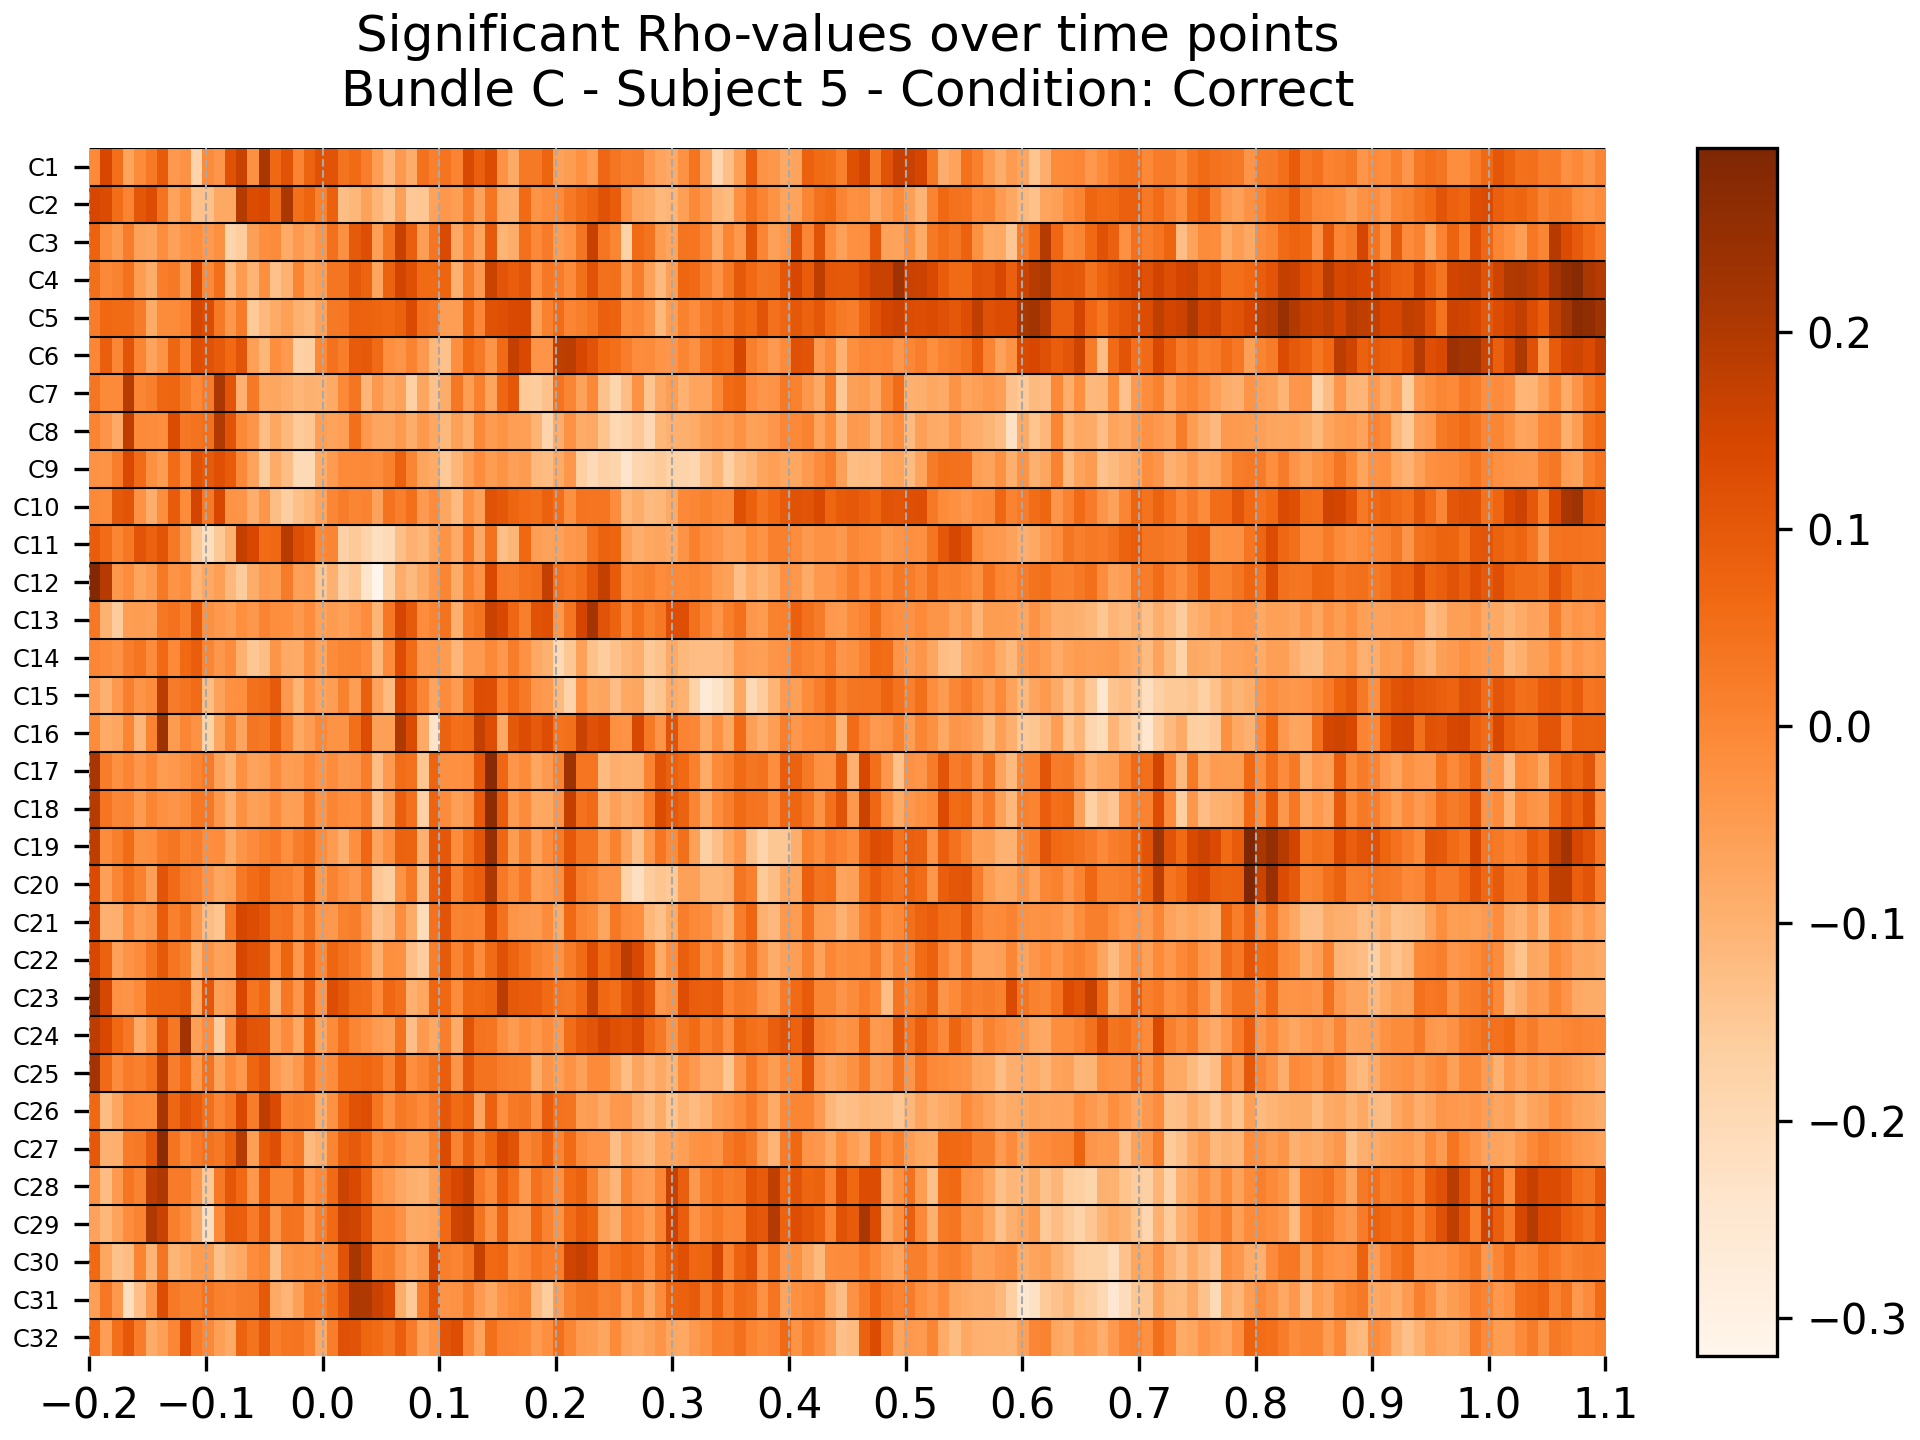 Significant Rho-values over time points
Bundle C - Subject 5 - Condition: Correct
C1
C2
C3
C4
C5
C6
C7
C8
C9
C10
C11
C12
C13
C14
C15
C16
C17
C18
C19
C20
C21
C22
C23
C24
C25
C26
C27
C28
C29
C30
C31
C32
−0.2 −0.1 0.0 0.1 0.2 0.3 0.4 0.5 0.6 0.7 0.8 0.9 1.0 1.1
0.2
0.1
0.0
−0.1
−0.2
−0.3